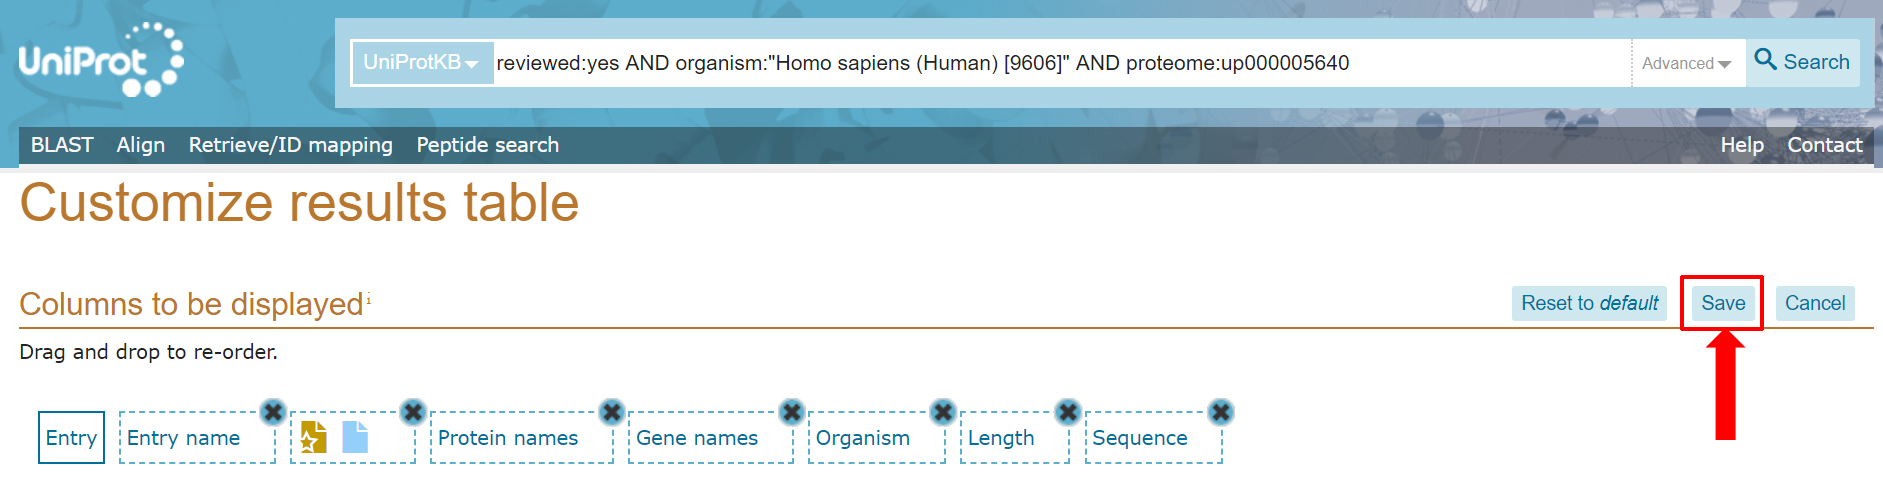 UniProt
UniProtKB reviewed:yes AND organism:"Homo sapiens (Human) [9606]" AND proteome:up000005640 Advanced Search
BLAST Align Retrieve/ID mapping Peptide search Help Contact
Customize results table
Columns to be displayed i Reset to default Save Cancel
Drag and drop to re-order.
Entry Entry name Protein names Gene names Organism Length Sequence